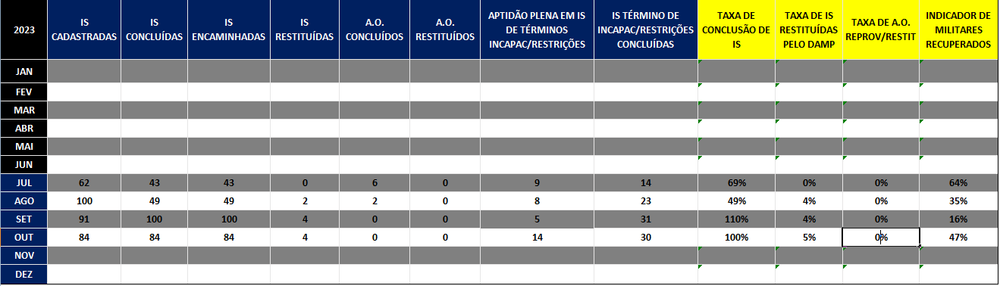 2023 IS CADASTRADAS IS CONCLUÍDAS IS ENCAMINHADAS IS RESTITUÍDAS A.O. CONCLUÍDOS A.O. RESTITUÍDOS APTIDÃO PLENA EM IS DE TÉRMINOS INCAPAC/RESTRIÇÕES IS TÉRMINO DE INCAPAC/RESTRIÇÕES CONCLUÍDAS TAXA DE CONCLUSÃO DE IS TAXA DE IS RESTITUÍDAS PELO DAMP TAXA DE A.O. REPROV/RESTIT INDICADOR DE MILITARES RECUPERADOS
JAN
FEV
MAR
ABR
MAI
JUN
JUL 62 43 43 0 6 0 9 14 69% 0% 0% 64%
AGO 100 49 49 2 2 0 8 23 49% 4% 0% 35%
SET 91 100 100 4 0 0 5 31 110% 4% 0% 16%
OUT 84 84 84 4 0 0 14 30 100% 5% 0% 47%
NOV
DEZ